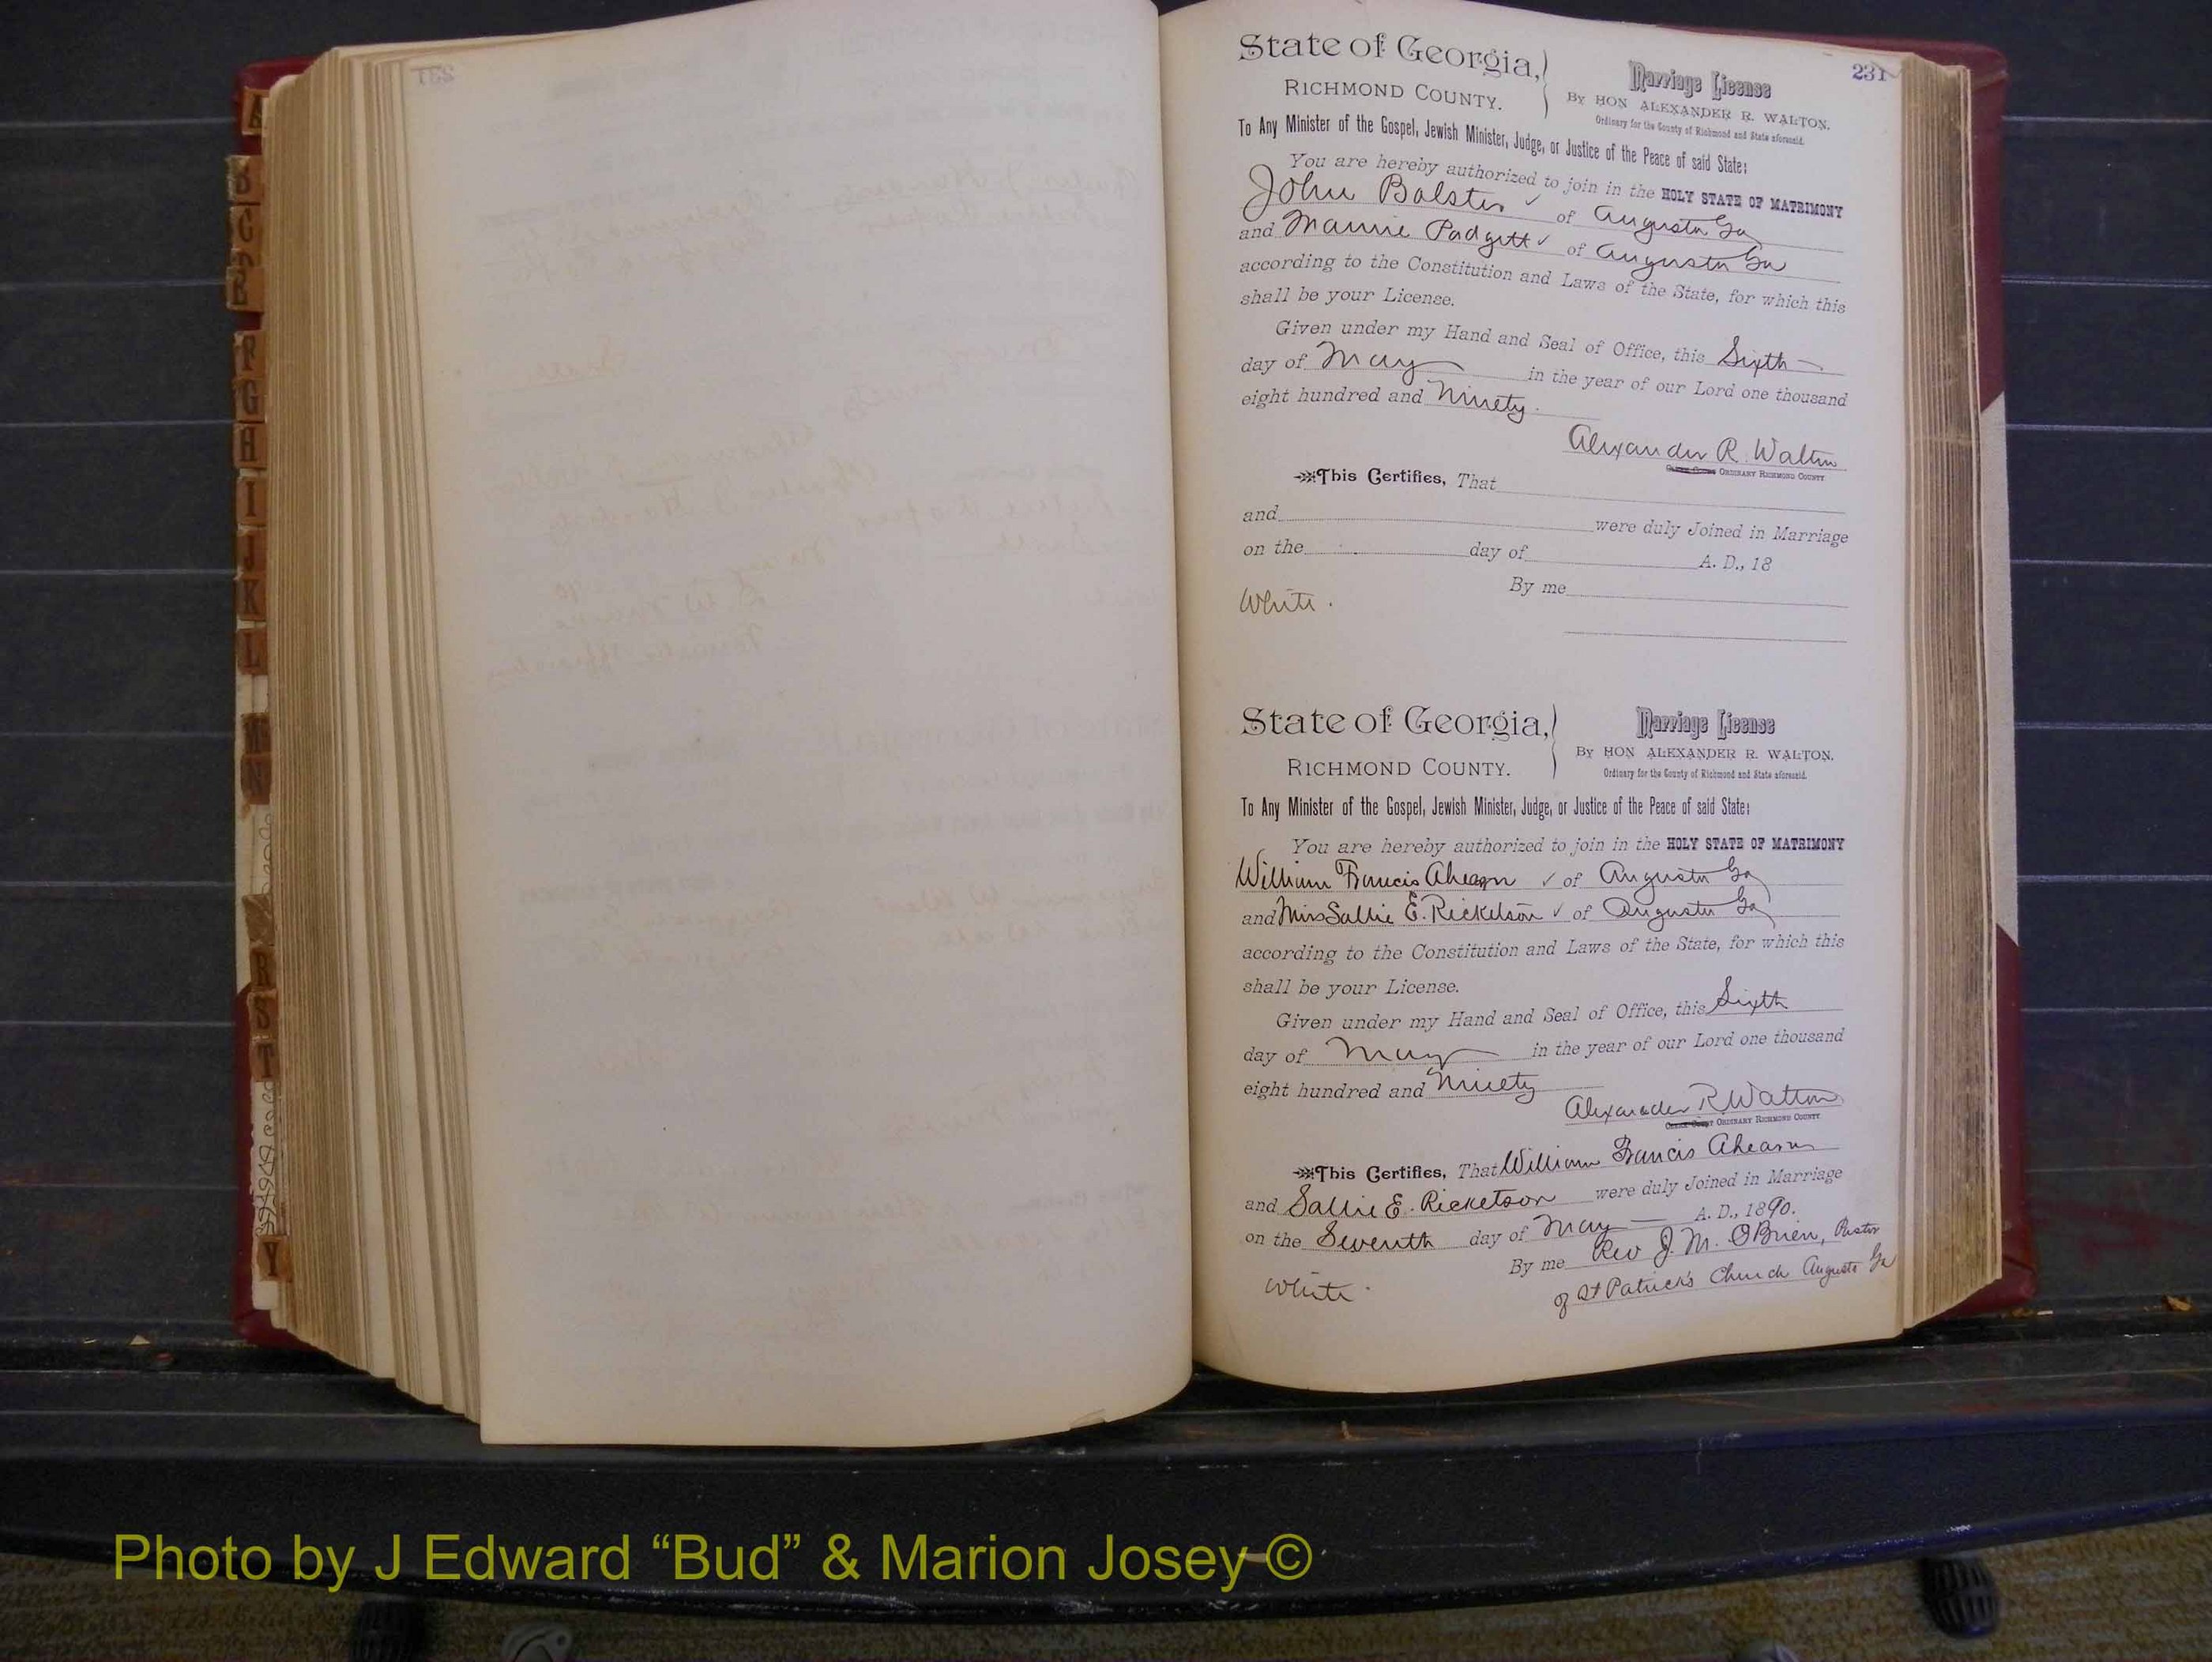 231
State of Georgia,
RICHMOND COUNTY.
Marriage License
By HON ALEXANDER R. WALTON,
Ordinary for the County of Richmond and State aforesaid.
To Any Minister of the Gospel, Jewish Minister, Judge, or Justice of the Peace of said State:
You are hereby authorized to join in the HOLY STATE OF MATRIMONY
John Balster of Augusta Ga
and Mamie Padgett of Augusta Ga
according to the Constitution and Laws of the State, for which this
shall be your License.
Given under my Hand and Seal of Office, this Sixth
day of May in the year of our Lord one thousand
eight hundred and Ninety.
Alexander R. Walton
ORDINARY RICHMOND COUNTY
This Certifies, That
and were duly Joined in Marriage
on the day of A. D., 18
By me
White.
State of Georgia,
RICHMOND COUNTY.
Marriage License
By HON ALEXANDER R. WALTON,
Ordinary for the County of Richmond and State aforesaid.
To Any Minister of the Gospel, Jewish Minister, Judge, or Justice of the Peace of said State:
You are hereby authorized to join in the HOLY STATE OF MATRIMONY
William Francis Ahearn of Augusta Ga
and Miss Sallie E. Ricketson of Augusta Ga
according to the Constitution and Laws of the State, for which this
shall be your License.
Given under my Hand and Seal of Office, this Sixth
day of May in the year of our Lord one thousand
eight hundred and Ninety
Alexander R Walton
ORDINARY RICHMOND COUNTY.
This Certifies, That William Francis Ahearn
and Sallie E. Ricketson were duly Joined in Marriage
on the Seventh day of May A. D., 1890.
By me Rev J. M. O'Brien, Pastor
of St Patrick's Church Augusta Ga
White.
B
C
D
E
F
G
H
I
J
K
L
M
N
R
S
T
Y
Photo by J Edward “Bud” & Marion Josey ©